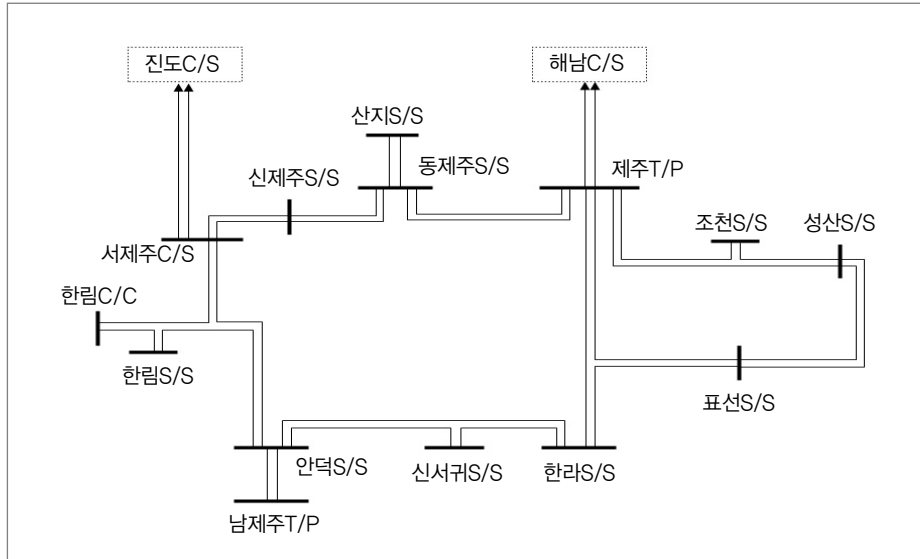 진도C/S
해남C/S
산지S/S
동제주S/S
제주T/P
신제주S/S
조천S/S
성산S/S
서제주C/S
한림C/C
한림S/S
표선S/S
안덕S/S
신서귀S/S
한라S/S
남제주T/P